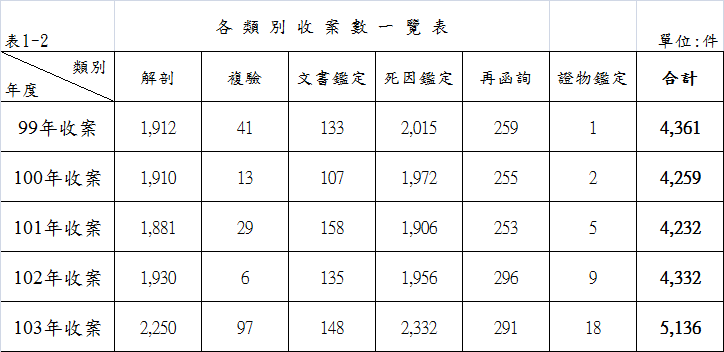 各類別收案數一覽表
表1-2 單位:件
類別
年度 解剖 複驗 文書鑑定 死因鑑定 再函詢 證物鑑定 合計
99年收案 1,912 41 133 2,015 259 1 4,361
100年收案 1,910 13 107 1,972 255 2 4,259
101年收案 1,881 29 158 1,906 253 5 4,232
102年收案 1,930 6 135 1,956 296 9 4,332
103年收案 2,250 97 148 2,332 291 18 5,136